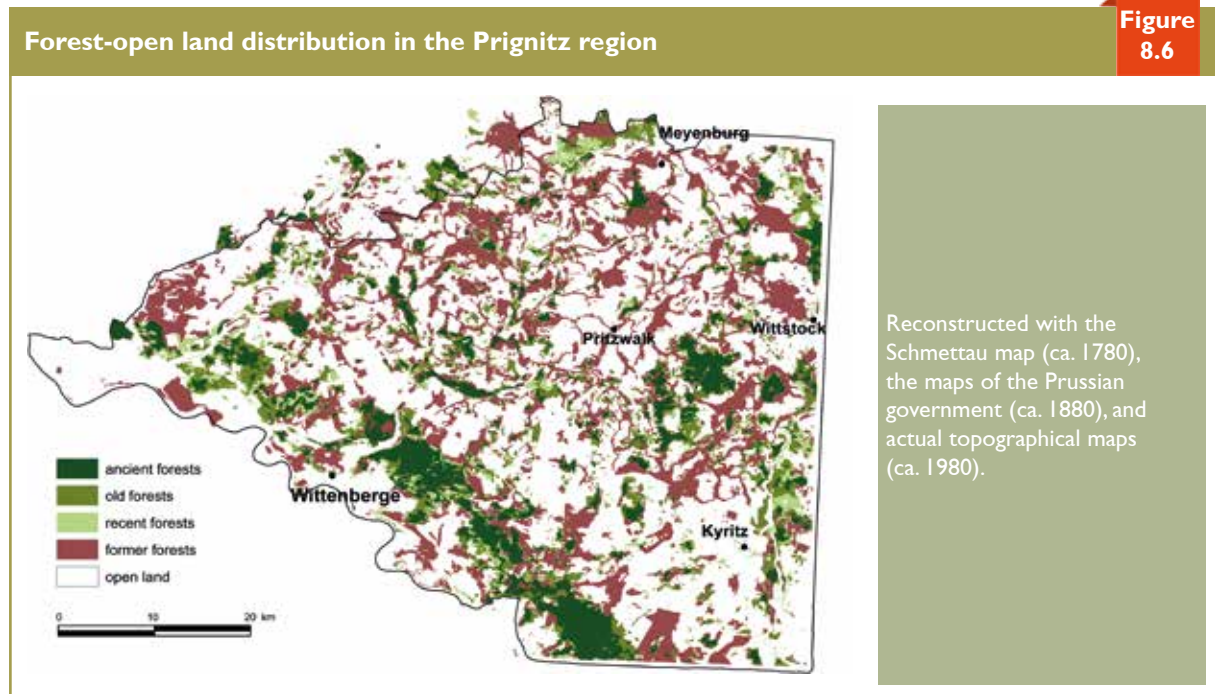 Forest-open land distribution in the Prignitz region
Figure
8.6
Meyenburg
Pritzwalk
Wittstock
Wittenberge
Kyritz
ancient forests
old forests
recent forests
former forests
open land
0 10 20 km
Reconstructed with the
Schmettau map (ca. 1780),
the maps of the Prussian
government (ca. 1880), and
actual topographical maps
(ca. 1980).